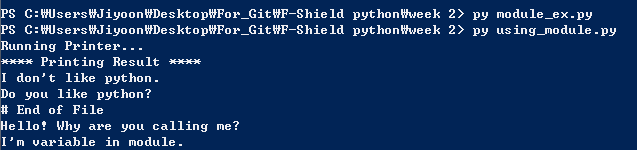 PS C:₩Users₩Jiyoon₩Desktop₩For_Git₩F-Shield python₩week 2> py module_ex.py
PS C:₩Users₩Jiyoon₩Desktop₩For_Git₩F-Shield python₩week 2> py using_module.py
Running Printer...
**** Printing Result ****
I don't like python.
Do you like python?
# End of File
Hello! Why are you calling me?
I'm variable in module.